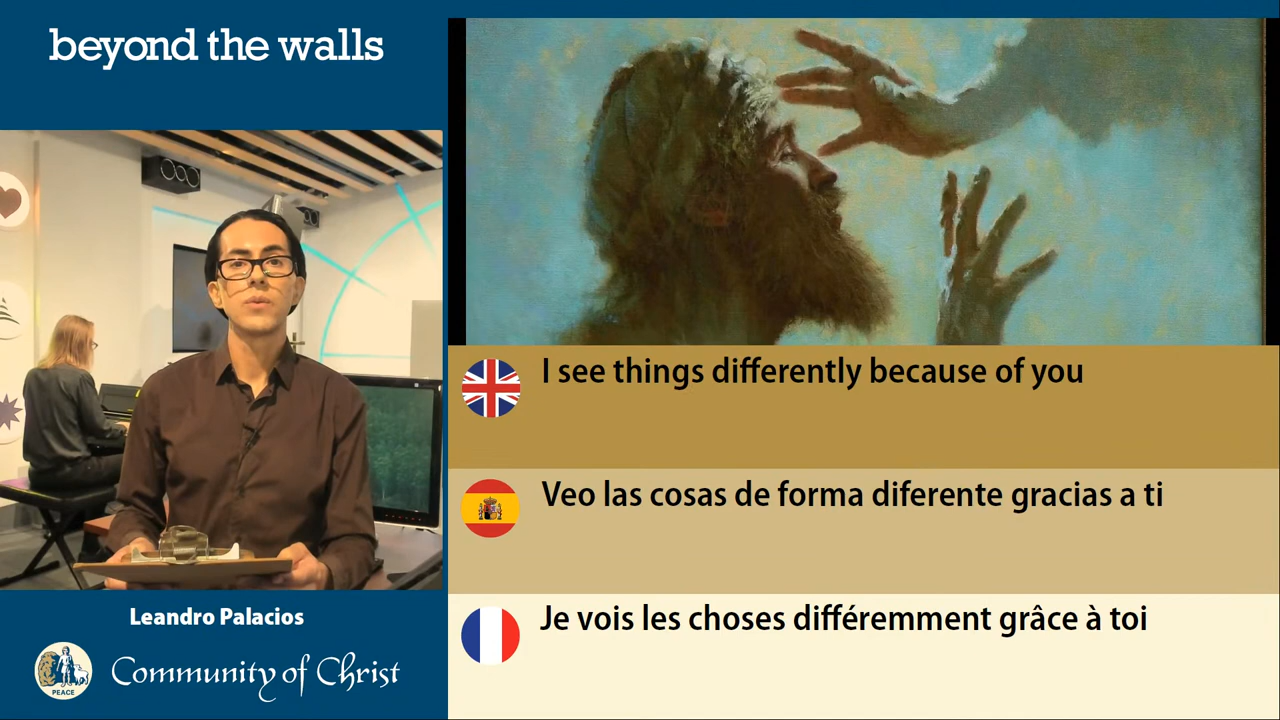 beyond the walls
I see things differently because of you
Veo las cosas de forma diferente gracias a ti
Je vois les choses différemment grâce à toi
Leandro Palacios
PEACE
Community of Christ